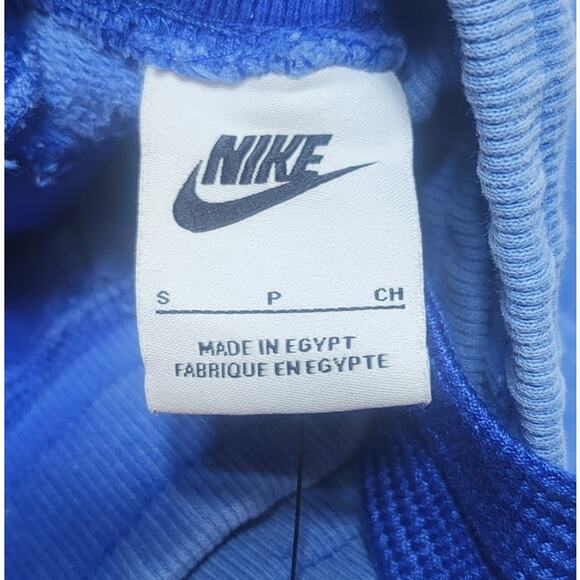 NIKE
S P CH
MADE IN EGYPT
FABRIQUE EN EGYPTE